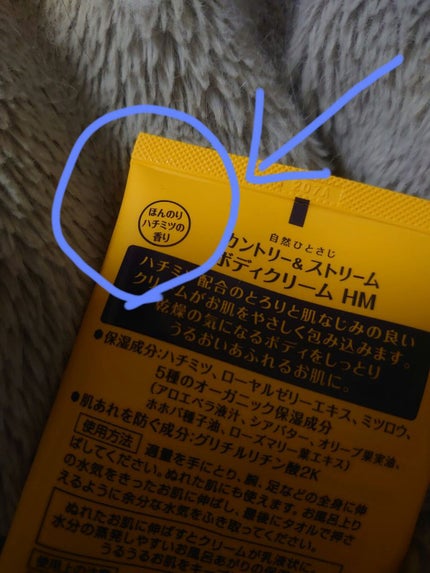 ほんのり
ハチミツの
香り
自然ひとさじ
カントリー&ストリーム
ボディクリーム HM
ハチミツ配合のとろりと肌なじみの良い
クリームがお肌をやさしく包み込みます。
乾燥の気になるボディをしっとり
うるおいあふれるお肌に。
●保湿成分:ハチミツ、ローヤルゼリーエキス、ミツロウ、
5種のオーガニック保湿成分
(アロエベラ液汁、シアバター、オリーブ果実油、
ホホバ種子油、ローズマリー葉エキス)
●肌あれを防ぐ成分:グリチルリチン酸2K
使用方法 適量を手にとり、腕、足などの全身に伸
ばしてください。ぬれた肌にも使えます。お風呂上り
の水気をきったお肌に伸ばし、最後にタオルで押さ
えるように余分な水気をふき取ってください。
ぬれたお肌に伸ばすとクリームが乳液状に
水分の蒸発しやすいお風呂あがりの保
うるうるお肌をキ
使用上の